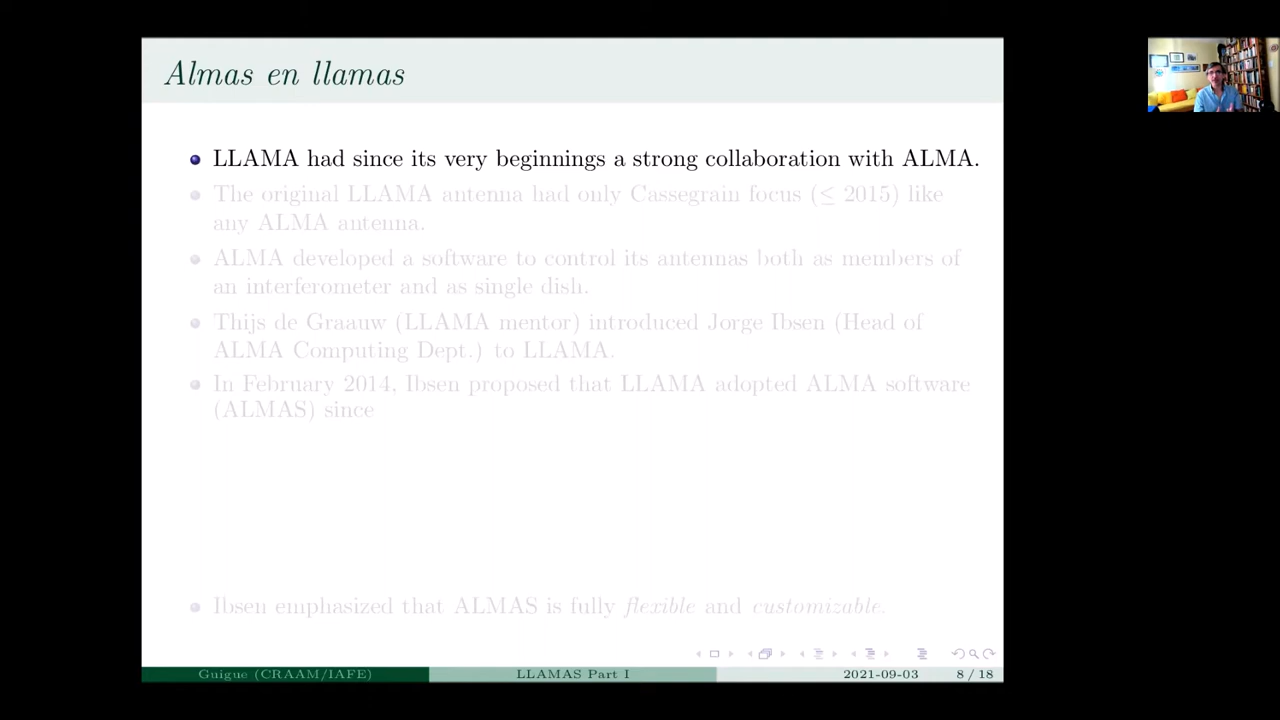 Almas en llamas
LLAMA had since its very beginnings a strong collaboration with ALMA.
The original LLAMA antenna had only Cassegrain focus (≤ 2015) like
any ALMA antenna.
ALMA developed a software to control its antennas both as members of
an interferometer and as single dish.
Thijs de Graauw (LLAMA mentor) introduced Jorge Ibsen (Head of
ALMA Computing Dept.) to LLAMA.
In February 2014, Ibsen proposed that LLAMA adopted ALMA software
(ALMAS) since
Ibsen emphasized that ALMAS is fully flexible and customizable.
Guigue (CRAAM/IAFE) LLAMAS Part I 2021-09-03 8 / 18